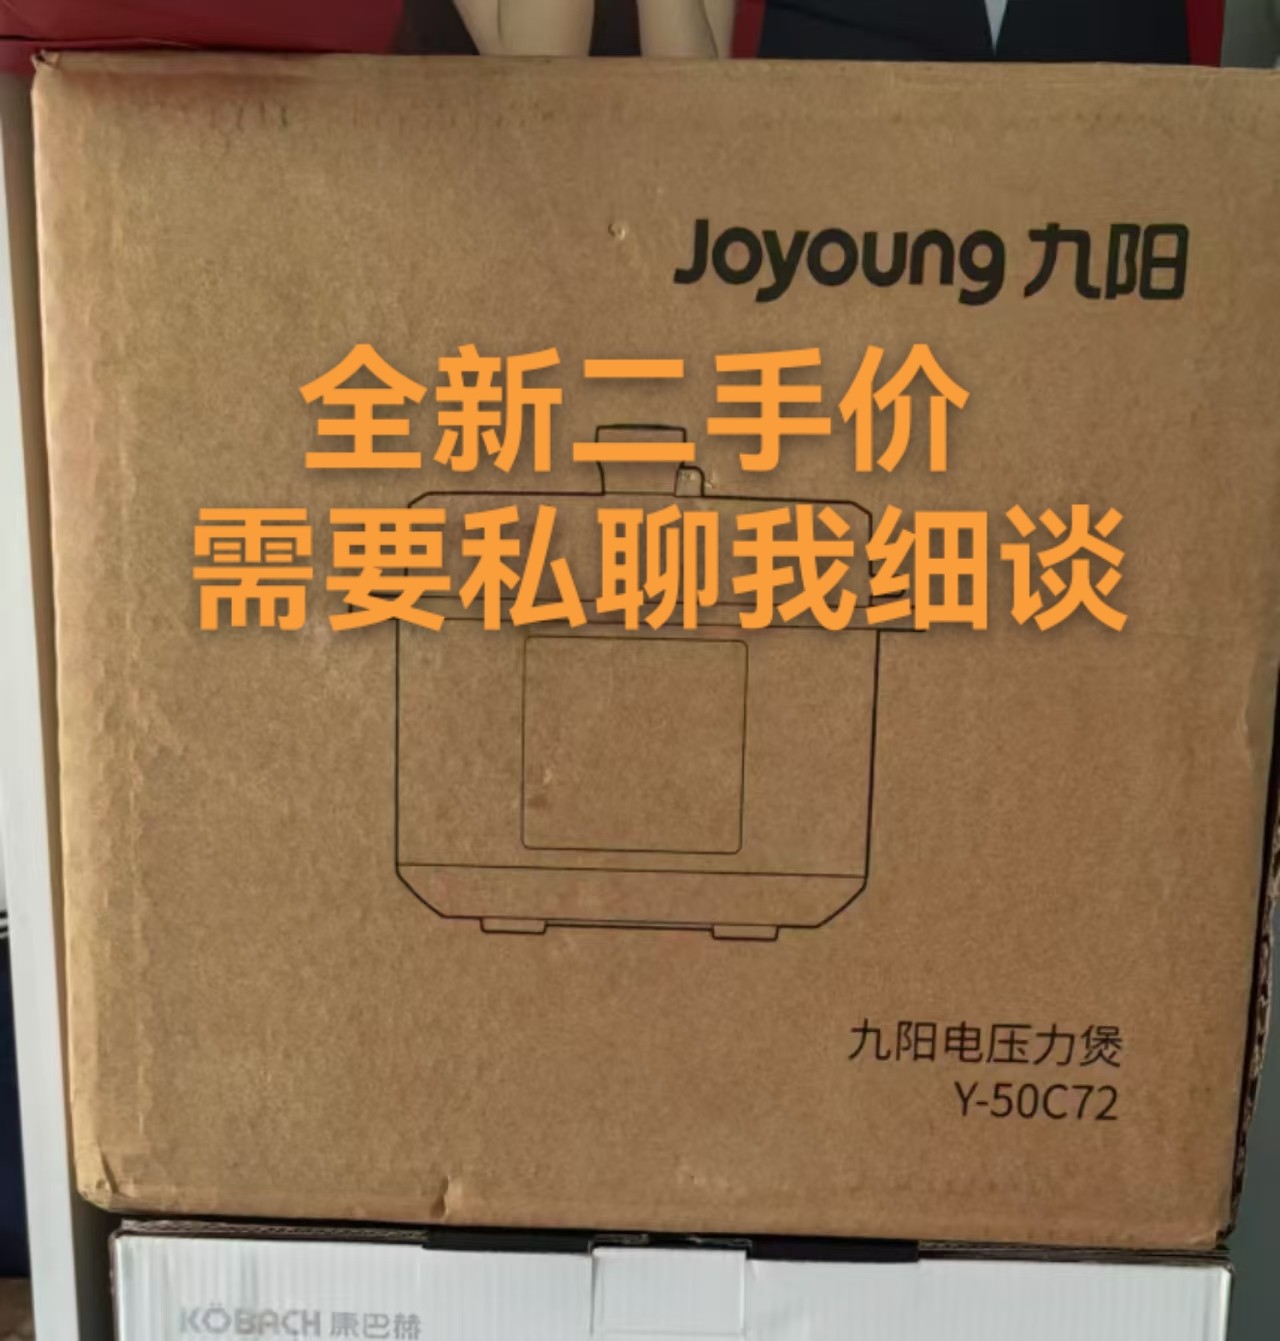 Joyoung 九阳
全新二手价
需要私聊我细谈
九阳电压力煲
Y-50C72
KÖBACH 康巴赫